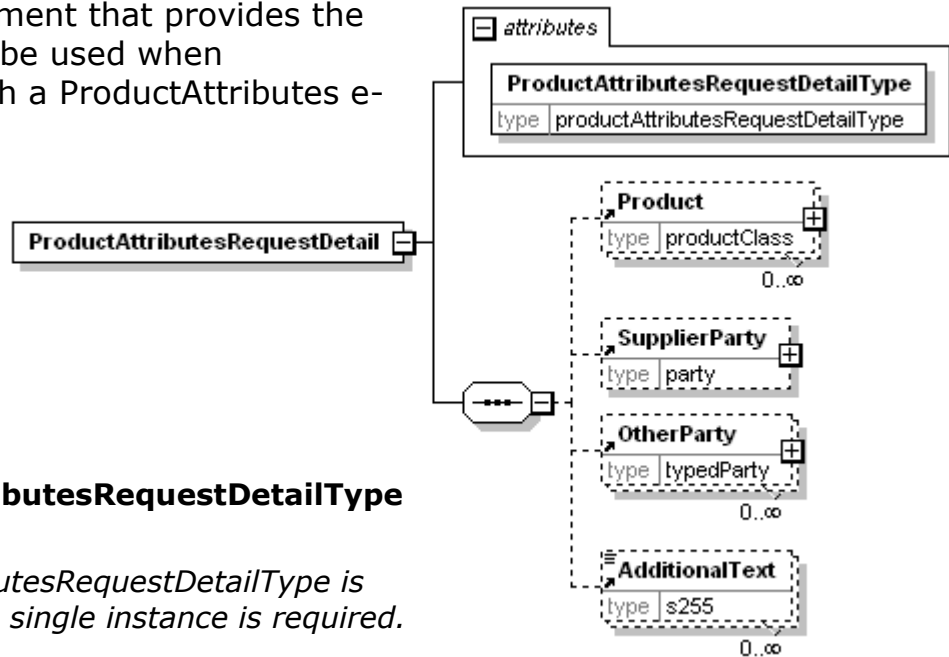 ment that provides the
be used when
h a ProductAttributes e-
attributes
ProductAttributesRequestDetailType
type productAttributesRequestDetailType
ProductAttributesRequestDetail
Product
type productClass
0..∞
SupplierParty
type party
OtherParty
type typedParty
0..∞
AdditionalText
type s255
0..∞
ibutesRequestDetailType
utesRequestDetailType is
single instance is required.